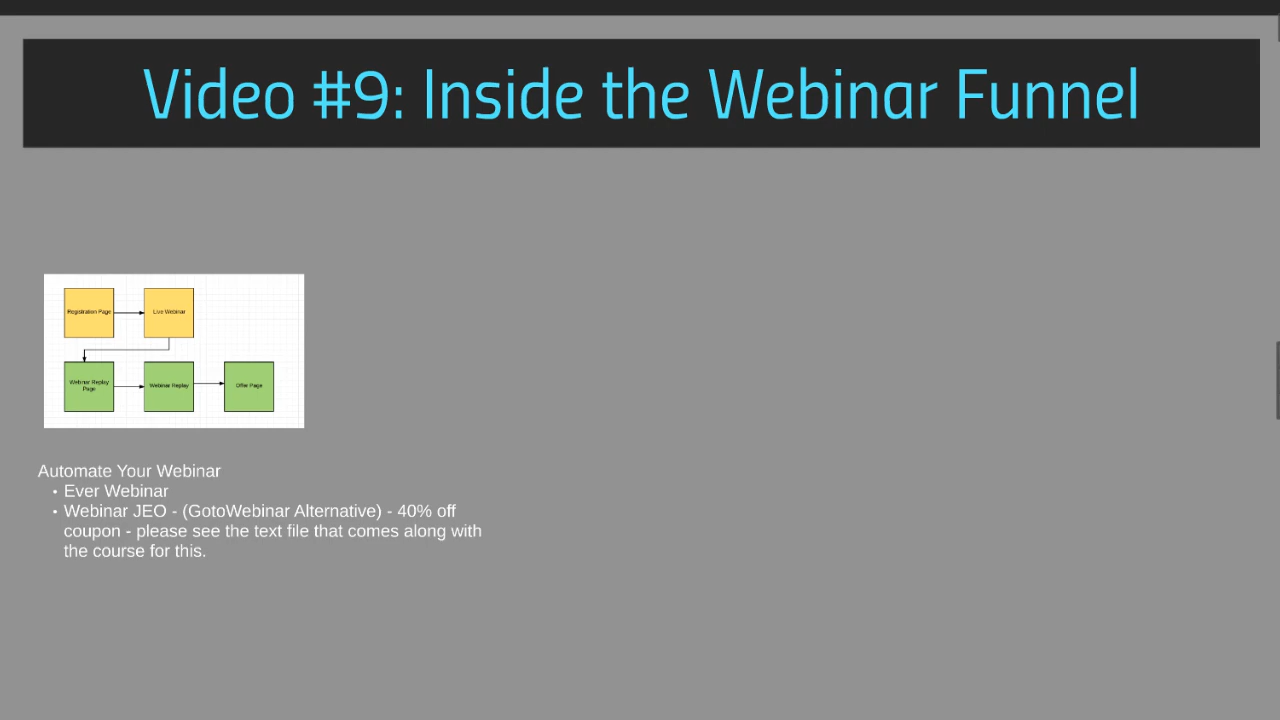 Video #9: Inside the Webinar Funnel
Registration Page
Live Webinar
Webinar Replay
Page
Webinar Replay
Offer Page
Automate Your Webinar
• Ever Webinar
• Webinar JEO - (GotoWebinar Alternative) - 40% off
coupon - please see the text file that comes along with
the course for this.